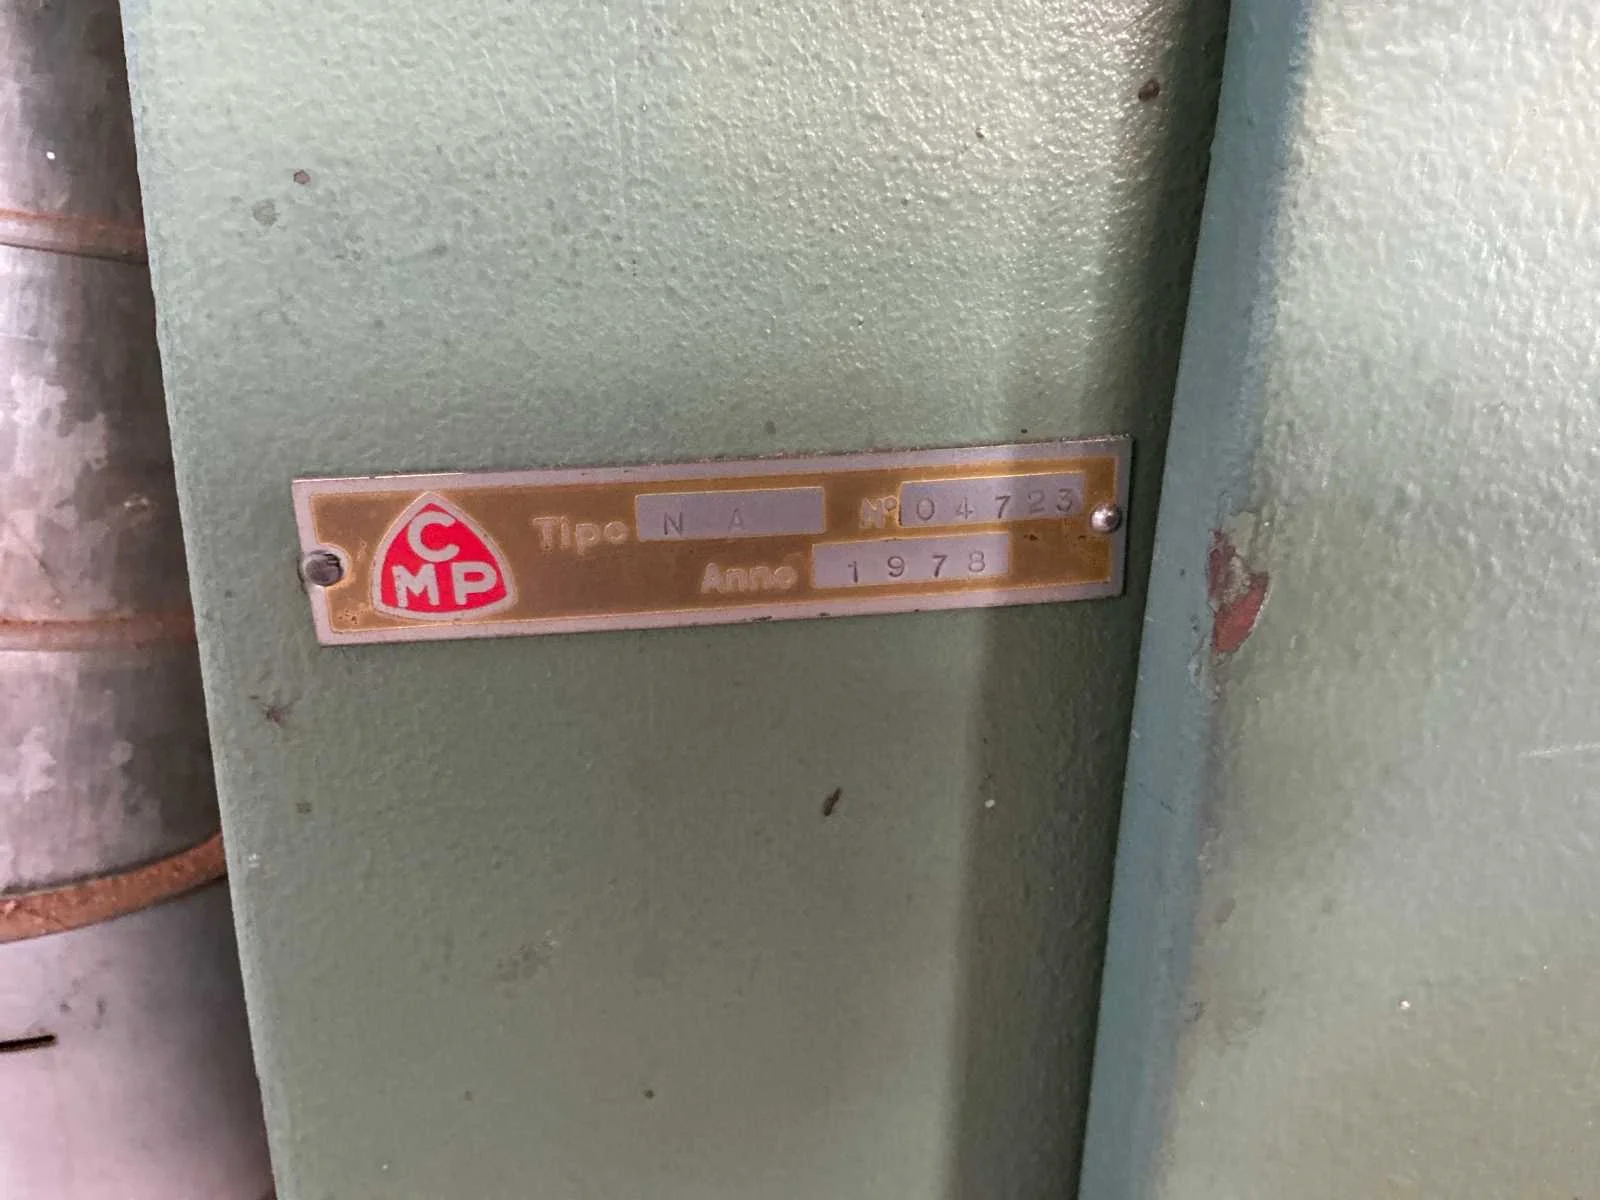 C
MP
Tipo N A Nº 04723
Anno 1978